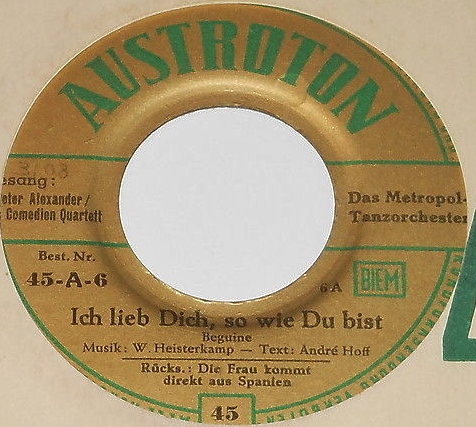 AUSTROTON
esang:
eter Alexander/
Comedien Quartett
Das Metropol-
Tanzorchester
Best. Nr.
45-A-6
6A
BIEM
Ich lieb Dich, so wie Du bist
Beguine
Musik: W. Heisterkamp — Text: André Hoff
Rücks.: Die Frau kommt
direkt aus Spanien
45